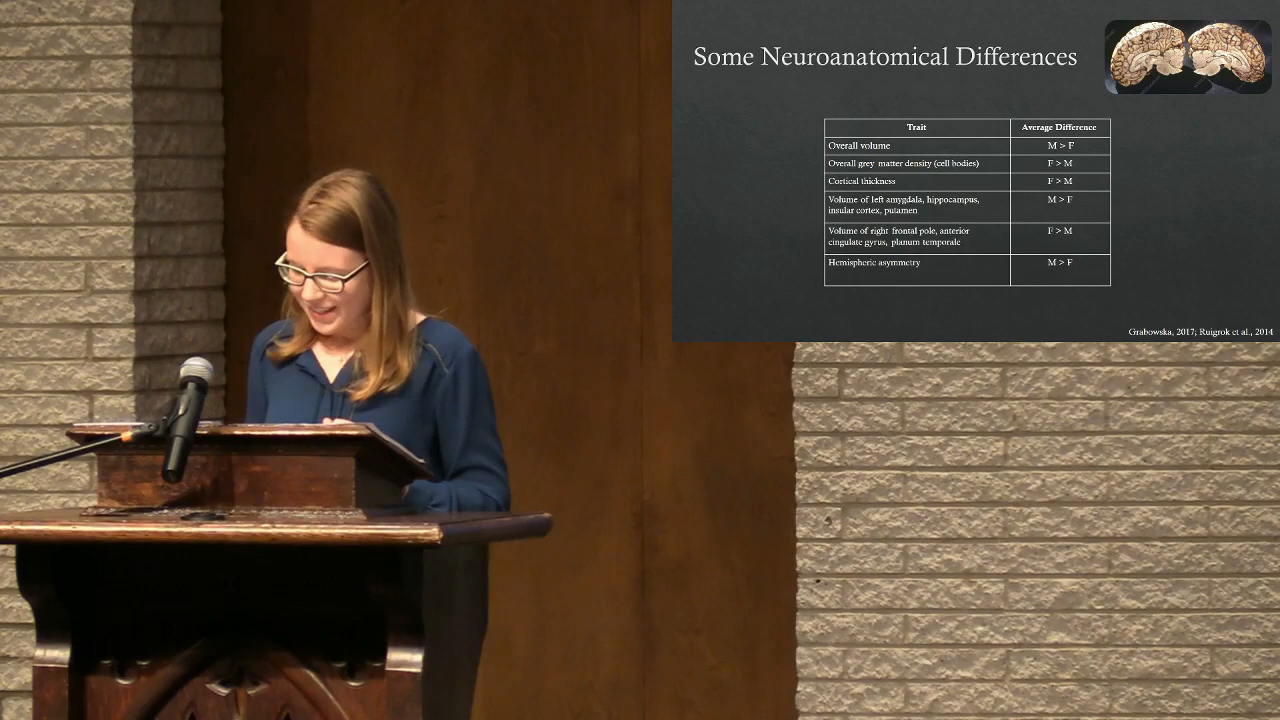 Some Neuroanatomical Differences
Trait Average Difference
Overall volume M > F
Overall grey matter density (cell bodies) F > M
Cortical thickness F > M
Volume of left amygdala, hippocampus, M > F
insular cortex, putamen
Volume of right frontal pole, anterior F > M
cingulate gyrus, planum temporale
Hemispheric asymmetry M > F
Grabowska, 2017; Ruigrok et al., 2014